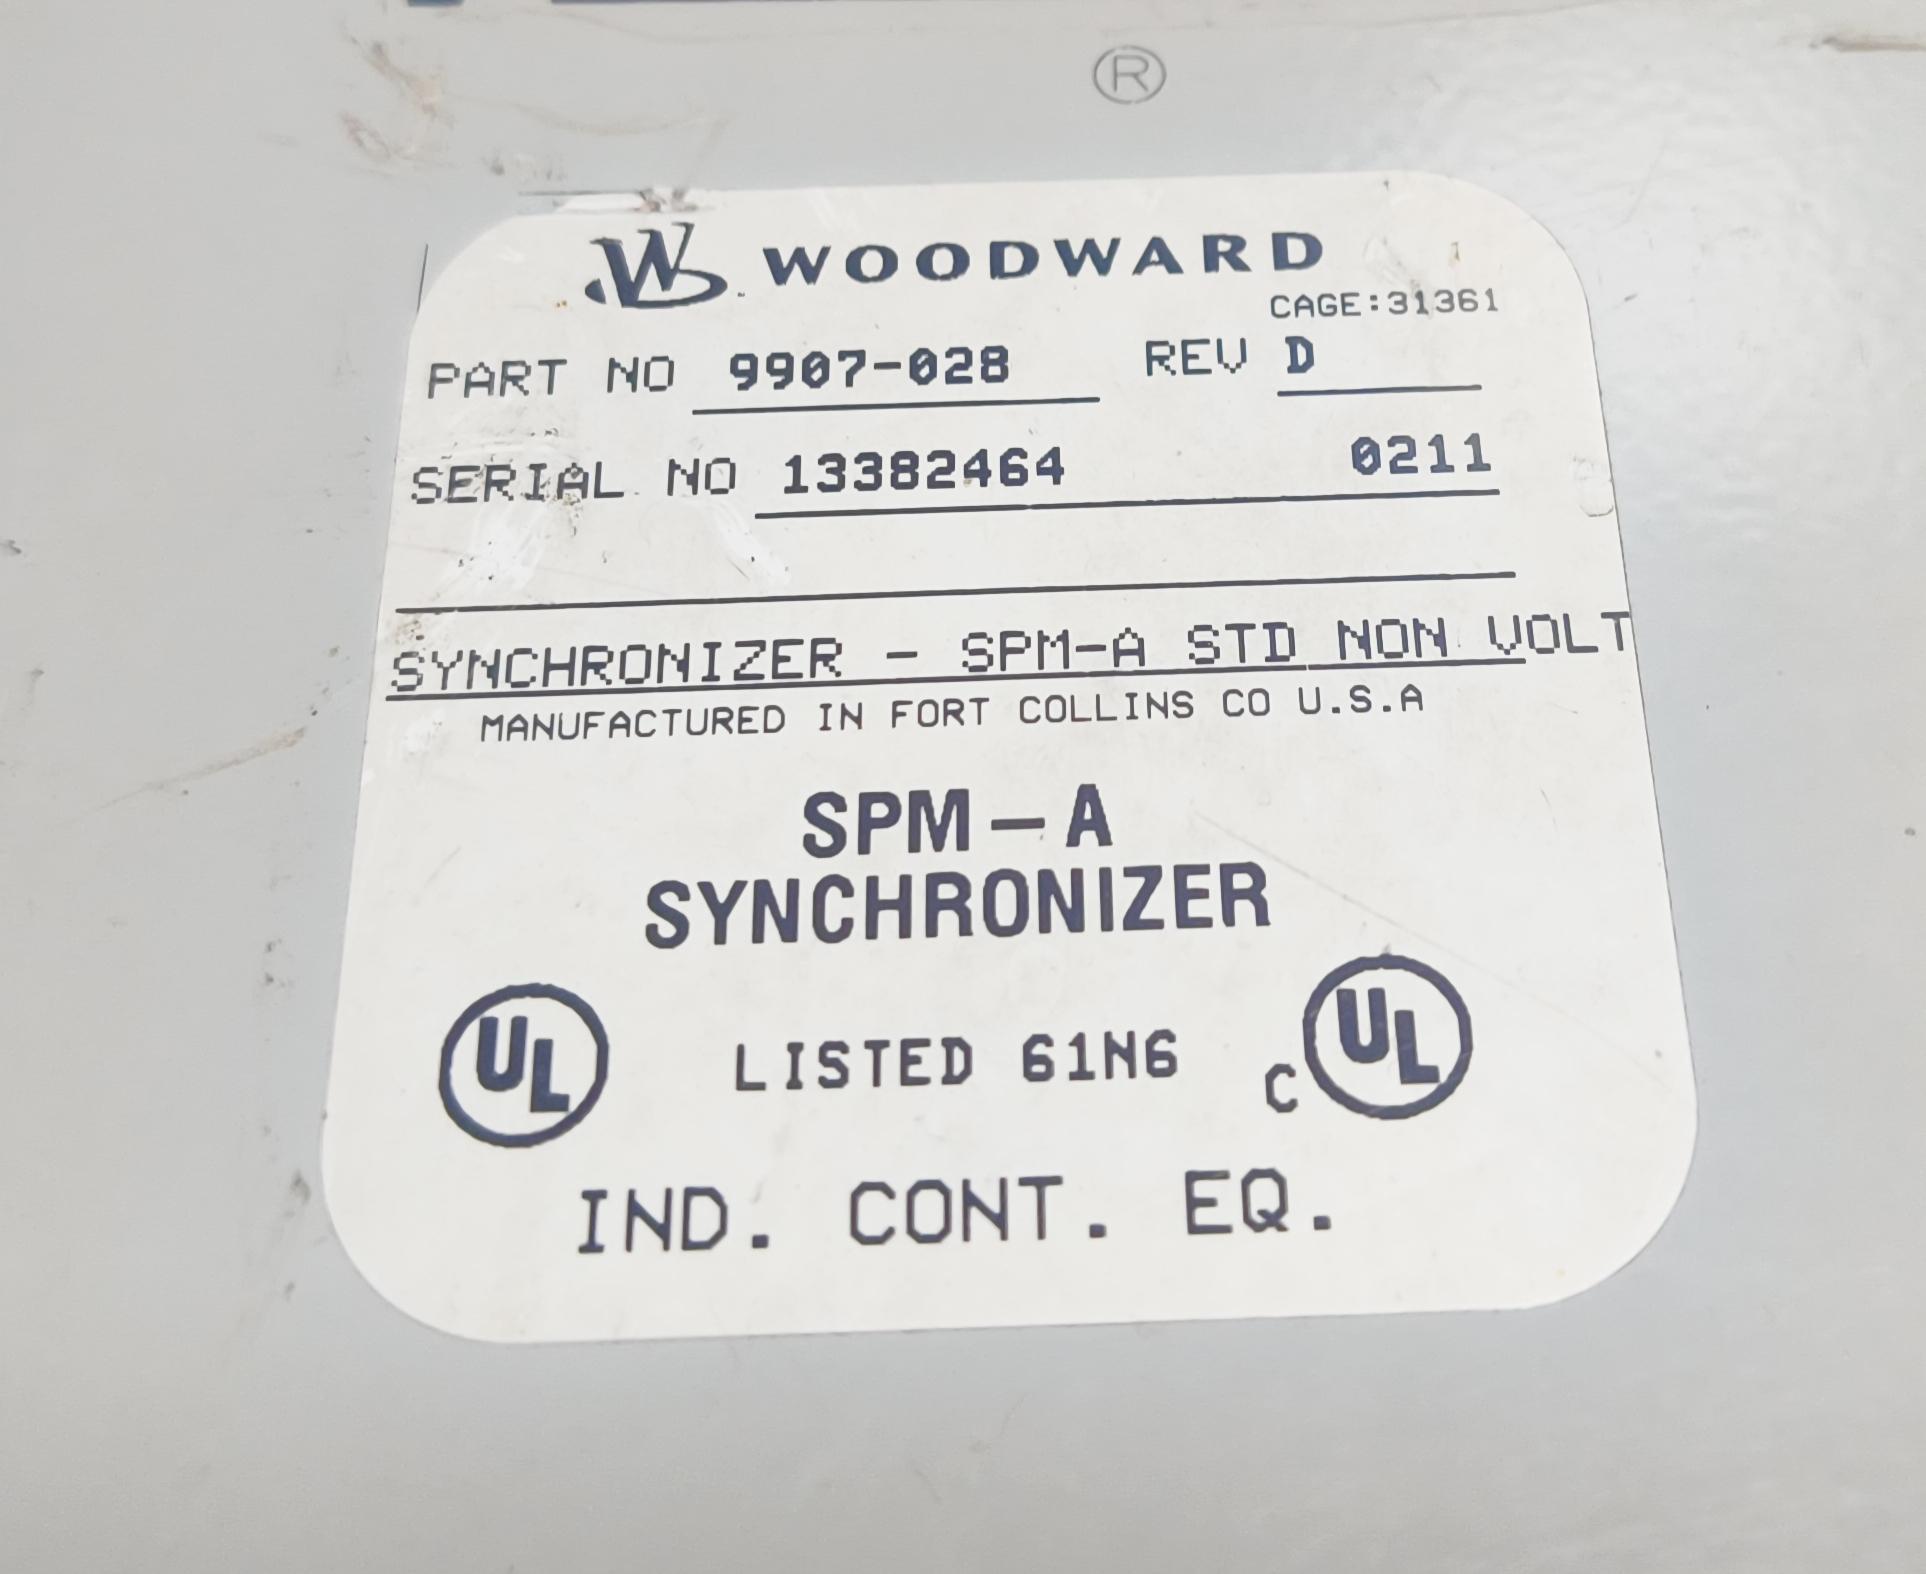 ®
WOODWARD
CAGE:31361
PART NO 9907-028 REV D
SERIAL NO 13382464 0211
SYNCHRONIZER - SPM-A STD NON VOLT
MANUFACTURED IN FORT COLLINS CO U.S.A
SPM-A
SYNCHRONIZER
UL LISTED 61N6 C UL
IND. CONT. EQ.